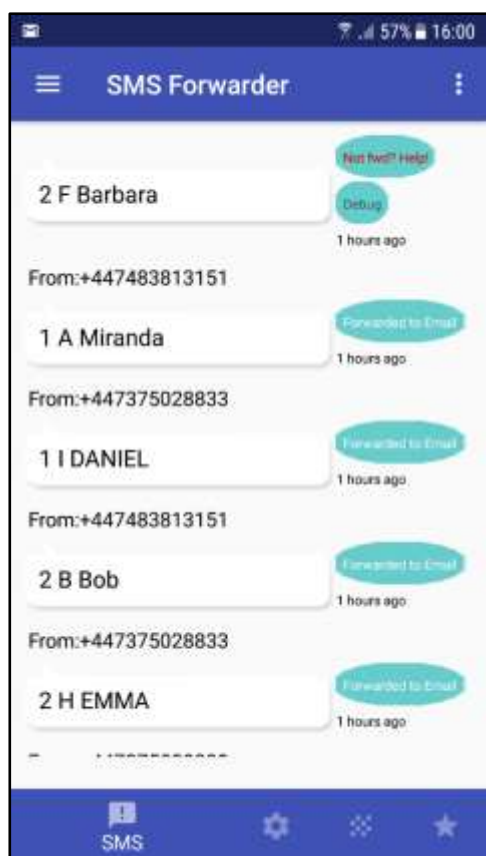 57% 16:00
SMS Forwarder
Not fwd? Help!
2 F Barbara
Debug
1 hours ago
From:+447483813151
Forwarded to Email
1 A Miranda
1 hours ago
From:+447375028833
Forwarded to Email
1 I DANIEL
1 hours ago
From:+447483813151
Forwarded to Email
2 B Bob
1 hours ago
From:+447375028833
Forwarded to Email
2 H EMMA
1 hours ago
SMS